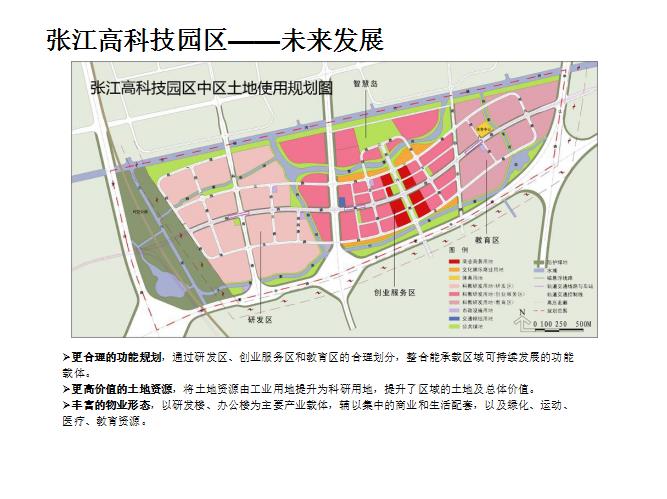 张江高科技园区——未来发展
张江高科技园区中区土地使用规划图
智慧岛
教育区
创业服务区
研发区
图 例
商业商务用地
文化娱乐商业用地
体育用地
科教研发用地(研发区)
科教研发用地(创业服务区)
科教研发用地(教育区)
市政设施用地
交通枢纽用地
公共绿地
防护绿地
水域
磁悬浮线路
轨道交通线路与车站
轨道交通控制线
高压走廊
规划范围
0 100 250 500M
➢更合理的功能规划，通过研发区、创业服务区和教育区的合理划分，整合能承载区域可持续发展的功能
载体。
➢更高价值的土地资源，将土地资源由工业用地提升为科研用地，提升了区域的土地及总体价值。
➢丰富的物业形态，以研发楼、办公楼为主要产业载体，辅以集中的商业和生活配套，以及绿化、运动、
医疗、教育资源。